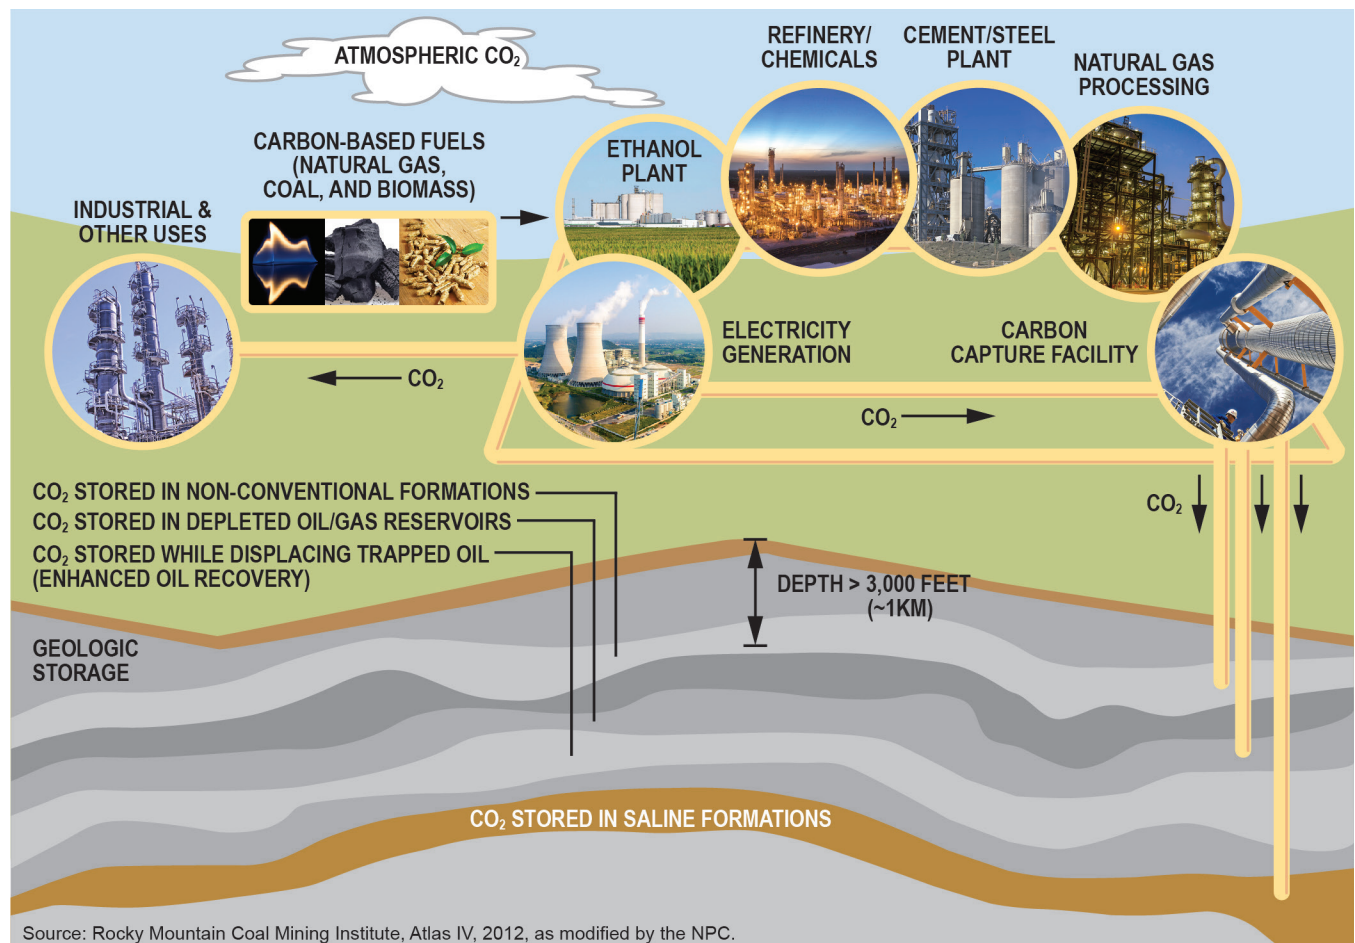 ATMOSPHERIC CO₂
REFINERY/
CHEMICALS
CEMENT/STEEL
PLANT
NATURAL GAS
PROCESSING
CARBON-BASED FUELS
(NATURAL GAS,
COAL, AND BIOMASS)
ETHANOL
PLANT
INDUSTRIAL &
OTHER USES
ELECTRICITY
GENERATION
CARBON
CAPTURE FACILITY
CO₂
CO₂
CO₂ STORED IN NON-CONVENTIONAL FORMATIONS
CO₂ STORED IN DEPLETED OIL/GAS RESERVOIRS
CO₂ STORED WHILE DISPLACING TRAPPED OIL
(ENHANCED OIL RECOVERY)
CO₂
DEPTH > 3,000 FEET
(~1KM)
GEOLOGIC
STORAGE
CO₂ STORED IN SALINE FORMATIONS
Source: Rocky Mountain Coal Mining Institute, Atlas IV, 2012, as modified by the NPC.